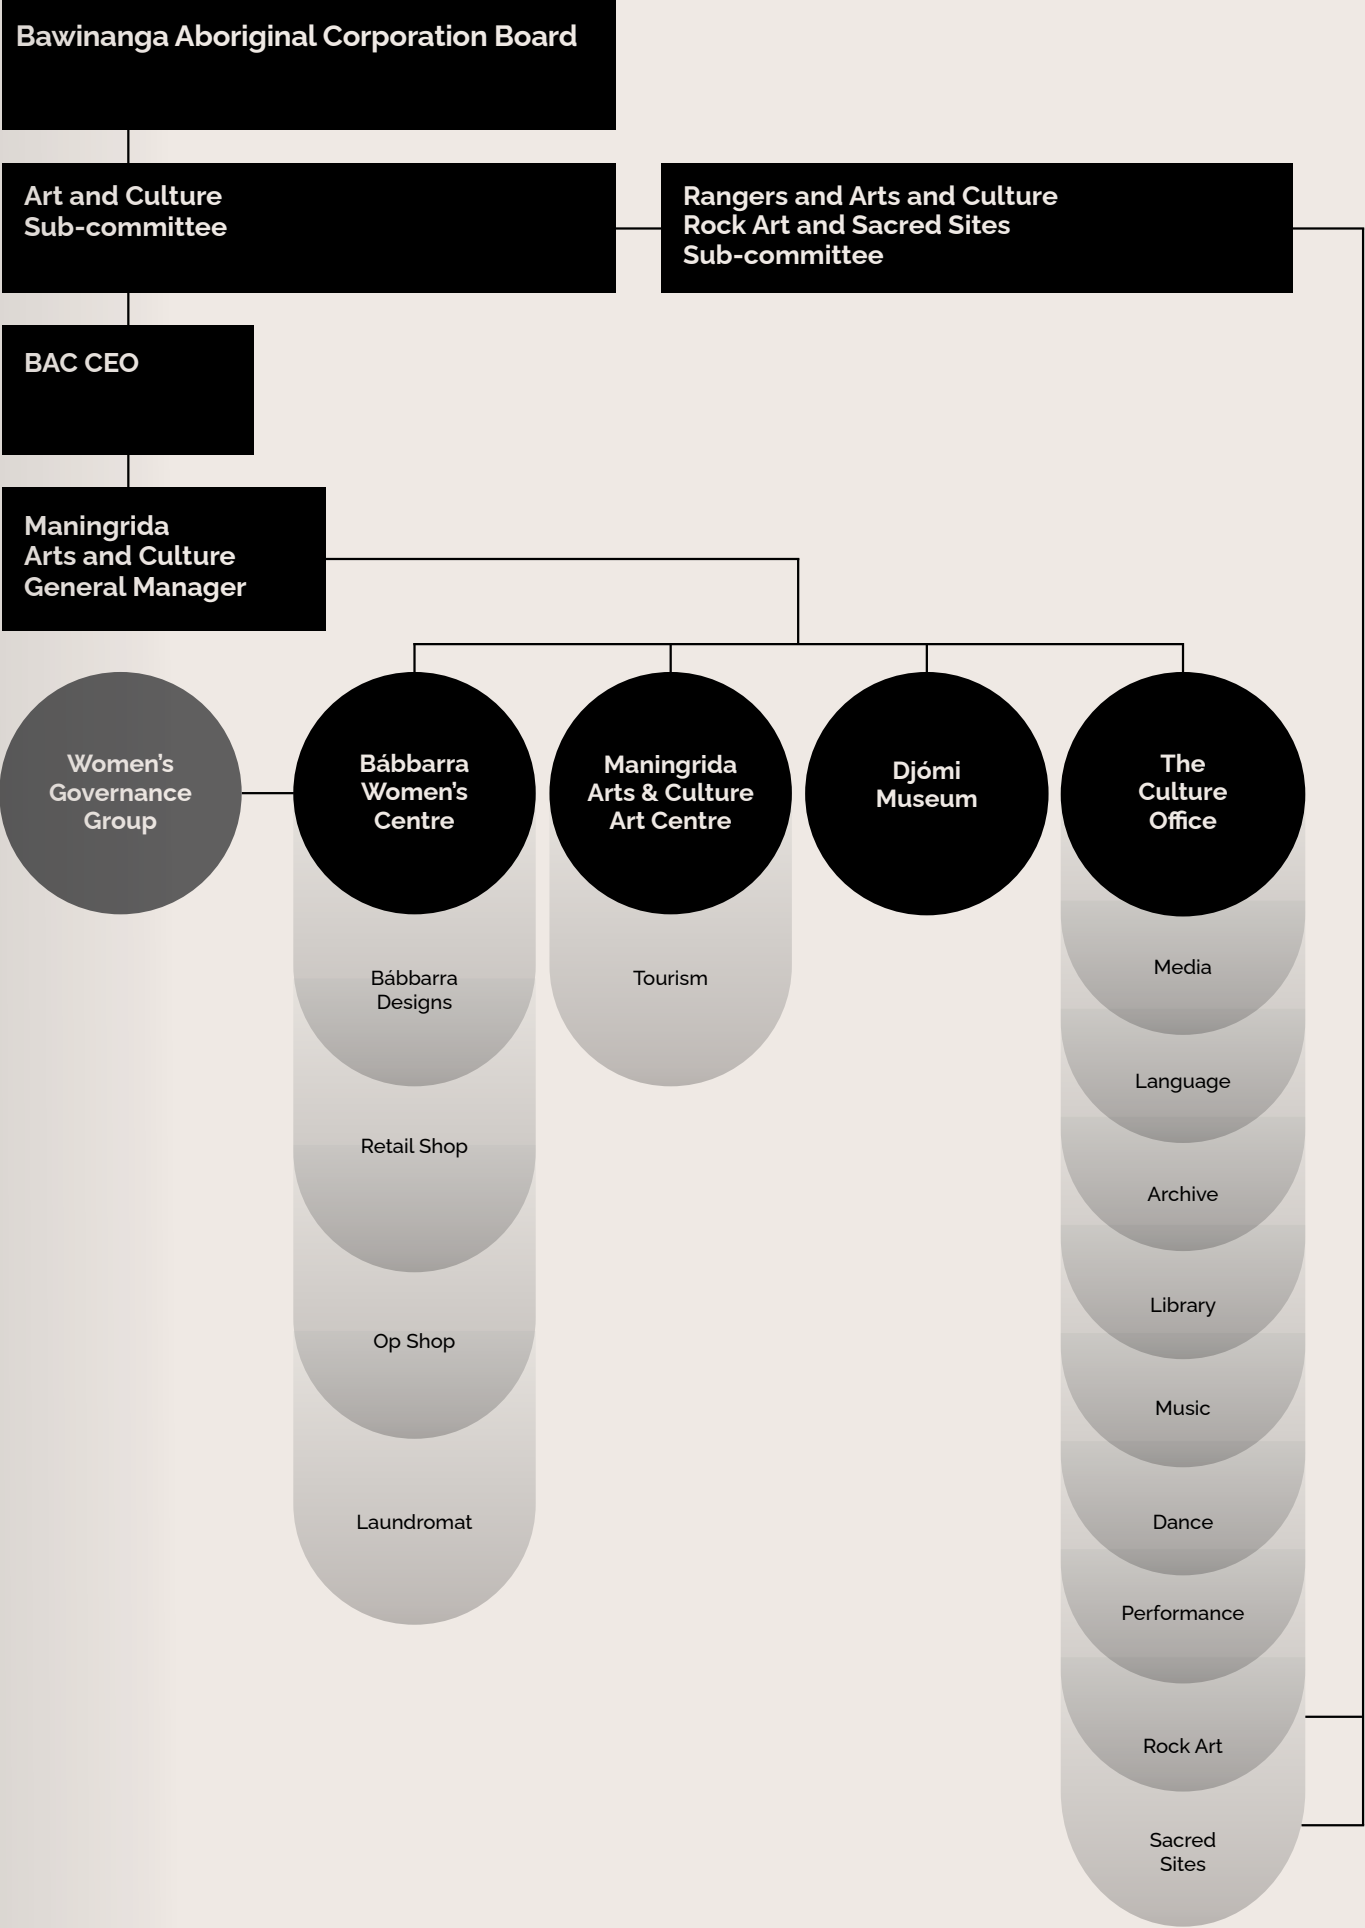 Bawinanga Aboriginal Corporation Board
Art and Culture
Sub-committee
Rangers and Arts and Culture
Rock Art and Sacred Sites
Sub-committee
BAC CEO
Maningrida
Arts and Culture
General Manager
Women’s
Governance
Group
Bábbarra
Women’s
Centre
Maningrida
Arts & Culture
Art Centre
Djómi
Museum
The
Culture
Office
Bábbarra
Designs
Retail Shop
Op Shop
Laundromat
Tourism
Media
Language
Archive
Library
Music
Dance
Performance
Rock Art
Sacred
Sites